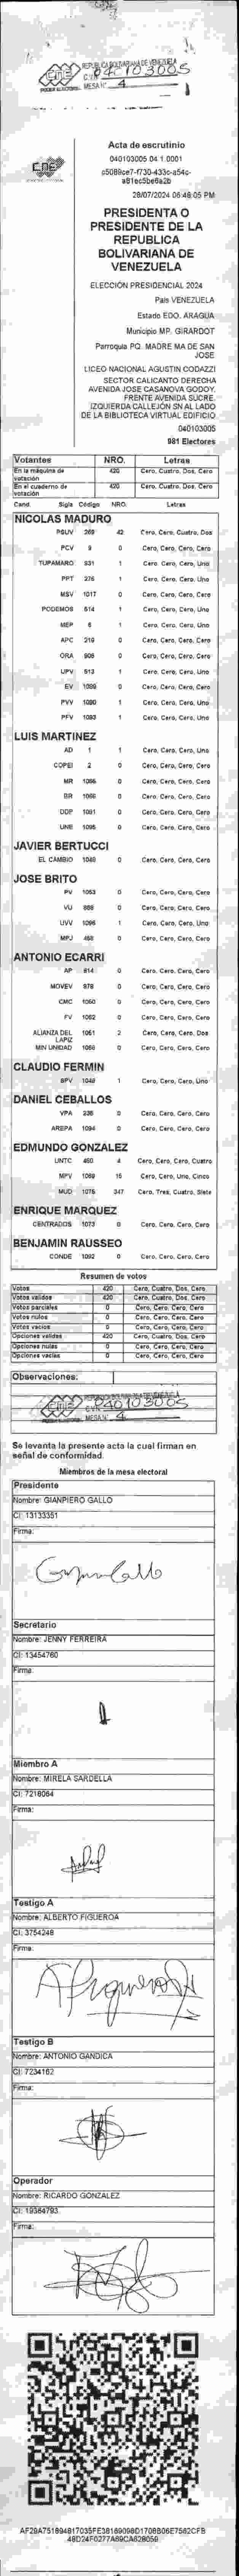 REPUBLICA BOLIVARIANA DE VENEZUELA
CNE
040103005
PODER ELECTORAL MESA N° 4
Acta de escrutinio
040103005.04.1.0001
28/07/2024 06:48:05 PM
PRESIDENTA O
PRESIDENTE DE LA
REPUBLICA
BOLIVARIANA DE
VENEZUELA
ELECCIÓN PRESIDENCIAL 2024
País VENEZUELA
Estado EDO. ARAGUA
Municipio MP. GIRARDOT
Parroquia PQ. MADRE MA DE SAN
JOSE
LICEO NACIONAL AGUSTIN CODAZZI
SECTOR CALICANTO DERECHA
AVENIDA JOSE CASANOVA GODOY.
FRENTE AVENIDA SUCRE.
IZQUIERDA CALLEJÓN SN AL LADO
DE LA BIBLIOTECA VIRTUAL EDIFICIO
040103005
981 Electores
Votantes NRO. Letras
En la máquina de votación 420 Cero, Cuatro, Dos, Cero
En el cuaderno de votación 420 Cero, Cuatro, Dos, Cero
Cand. Sigla Código NRO. Letras
NICOLAS MADURO
PSUV 269 42 Cero, Cero, Cuatro, Dos
PCV 9 0 Cero, Cero, Cero, Cero
TUPAMARO 931 1 Cero, Cero, Cero, Uno
PPT 276 1 Cero, Cero, Cero, Uno
MSV 1017 0 Cero, Cero, Cero, Cero
PODEMOS 514 1 Cero, Cero, Cero, Uno
MEP 6 1 Cero, Cero, Cero, Uno
APC 219 0 Cero, Cero, Cero, Cero
ORA 906 0 Cero, Cero, Cero, Cero
UPV 513 1 Cero, Cero, Cero, Uno
EV 1089 0 Cero, Cero, Cero, Cero
PVV 1090 1 Cero, Cero, Cero, Uno
PFV 1093 1 Cero, Cero, Cero, Uno
LUIS MARTINEZ
AD 1 1 Cero, Cero, Cero, Uno
COPEI 2 0 Cero, Cero, Cero, Cero
MR 1086 0 Cero, Cero, Cero, Cero
BR 1068 0 Cero, Cero, Cero, Cero
DDP 1091 0 Cero, Cero, Cero, Cero
UNE 1095 0 Cero, Cero, Cero, Cero
JAVIER BERTUCCI
EL CAMBIO 1049 0 Cero, Cero, Cero, Cero
JOSE BRITO
PV 1053 0 Cero, Cero, Cero, Cero
VU 888 0 Cero, Cero, Cero, Cero
UVV 1096 1 Cero, Cero, Cero, Uno
MPJ 468 0 Cero, Cero, Cero, Cero
ANTONIO ECARRI
AP 814 0 Cero, Cero, Cero, Cero
MOVEV 978 0 Cero, Cero, Cero, Cero
CMC 1050 0 Cero, Cero, Cero, Cero
FV 1052 0 Cero, Cero, Cero, Cero
ALIANZA DEL LAPIZ 1051 2 Cero, Cero, Cero, Dos
MIN UNIDAD 1056 0 Cero, Cero, Cero, Cero
CLAUDIO FERMIN
SPV 1048 1 Cero, Cero, Cero, Uno
DANIEL CEBALLOS
VPA 236 0 Cero, Cero, Cero, Cero
AREPA 1094 0 Cero, Cero, Cero, Cero
EDMUNDO GONZALEZ
UNTC 460 4 Cero, Cero, Cero, Cuatro
MPV 1069 15 Cero, Cero, Uno, Cinco
MUD 1075 347 Cero, Tres, Cuatro, Siete
ENRIQUE MARQUEZ
CENTRADOS 1073 0 Cero, Cero, Cero, Cero
BENJAMIN RAUSSEO
CONDE 1092 0 Cero, Cero, Cero, Cero
Resumen de votos
Votos 420 Cero, Cuatro, Dos, Cero
Votos válidos 420 Cero, Cuatro, Dos, Cero
Votos parciales 0 Cero, Cero, Cero, Cero
Votos nulos 0 Cero, Cero, Cero, Cero
Votos vacíos 0 Cero, Cero, Cero, Cero
Opciones válidas 420 Cero, Cuatro, Dos, Cero
Opciones nulas 0 Cero, Cero, Cero, Cero
Opciones vacías 0 Cero, Cero, Cero, Cero
Observaciones:
CNE
040103005
MESA N° 4
Se levanta la presente acta la cual firman en
señal de conformidad.
Miembros de la mesa electoral
Presidente
Nombre: GIANPIERO GALLO
CI: 13133351
Firma:
Secretario
Nombre: JENNY FERREIRA
CI: 13454760
Firma:
Miembro A
Nombre: MIRELA SARDELLA
CI: 7218064
Firma:
Testigo A
Nombre: ALBERTO FIGUEROA
CI: 3754248
Firma:
Testigo B
Nombre: ANTONIO GANDICA
CI: 7234162
Firma:
Operador
Nombre: RICARDO GONZALEZ
CI: 19364793
Firma: